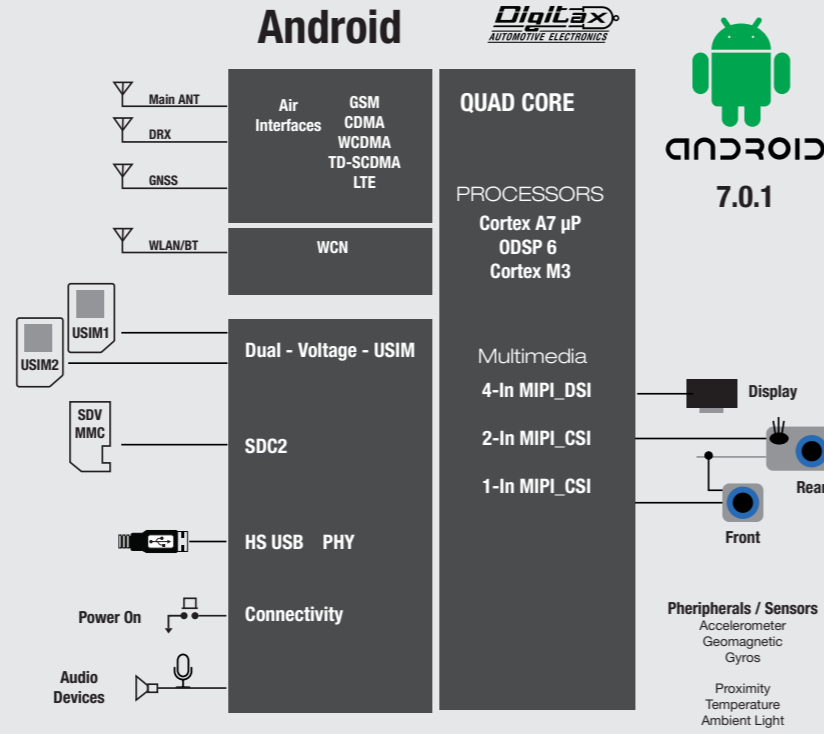 Android
Digitax
AUTOMOTIVE ELECTRONICS
ANDROID
7.0.1
Main ANT
DRX
GNSS
WLAN/BT
Air
Interfaces
GSM
CDMA
WCDMA
TD-SCDMA
LTE
WCN
QUAD CORE
PROCESSORS
Cortex A7 µP
ODSP 6
Cortex M3
USIM1
USIM2
Dual - Voltage - USIM
SDV
MMC
SDC2
HS USB PHY
Power On
Connectivity
Audio
Devices
Multimedia
4-In MIPI_DSI
2-In MIPI_CSI
1-In MIPI_CSI
Display
Rear
Front
Pheripherals / Sensors
Accelerometer
Geomagnetic
Gyros
Proximity
Temperature
Ambient Light